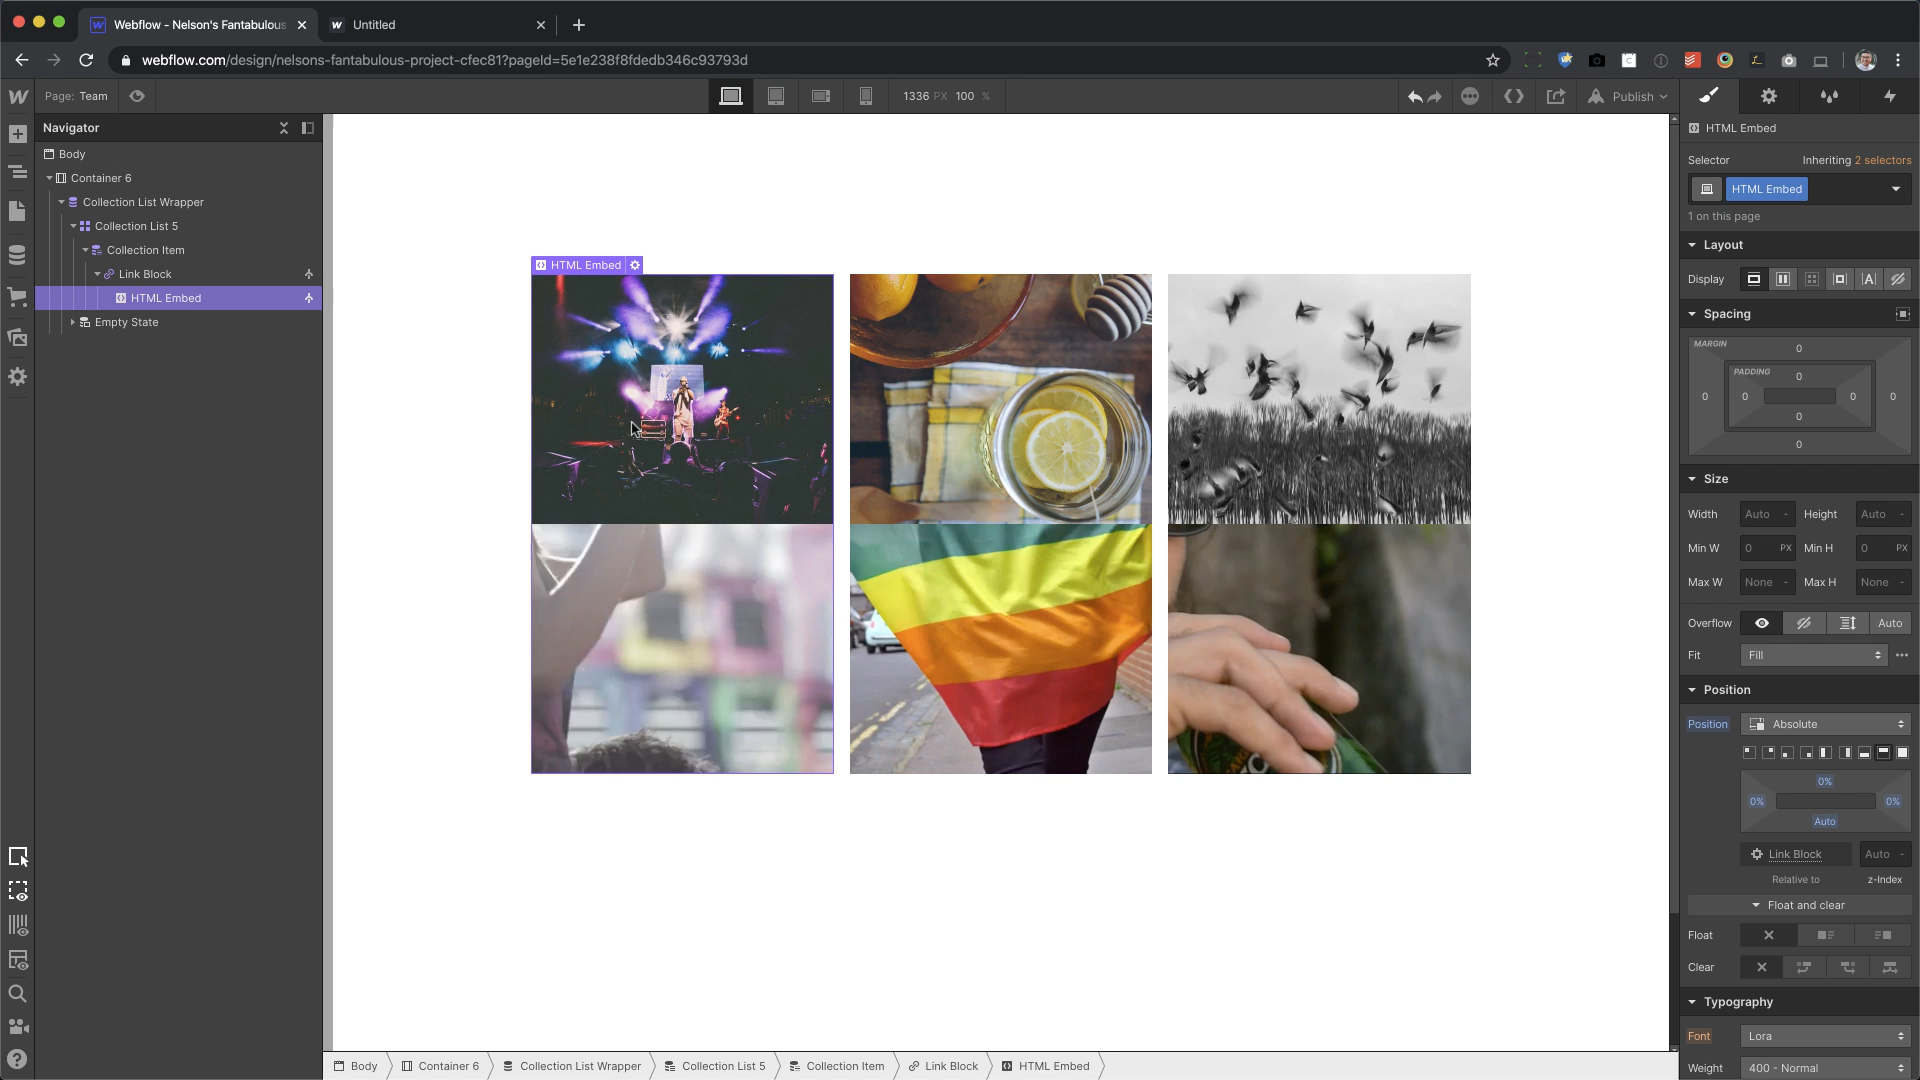 Webflow - Nelson's Fantabulous
Untitled
webflow.com/design/nelsons-fantabulous-project-cfec81?pageId=5e1e238f8fdedb346c93793d
Page: Team
1336 PX 100 %
Publish
Navigator
Body
Container 6
Collection List Wrapper
Collection List 5
Collection Item
Link Block
HTML Embed
Empty State
HTML Embed
HTML Embed
Selector
Inheriting 2 selectors
HTML Embed
1 on this page
Layout
Display
Spacing
MARGIN
0
PADDING
0
0 0 0 0
0
0
Size
Width Auto - Height Auto -
Min W 0 PX Min H 0 PX
Max W None - Max H None -
Overflow Auto
Fit Fill
Position
Position Absolute
0%
0% 0%
Auto
Link Block Auto -
Relative to z-Index
Float and clear
Float
Clear
Typography
Font Lora
Weight 400 - Normal
Body Container 6 Collection List Wrapper Collection List 5 Collection Item Link Block HTML Embed